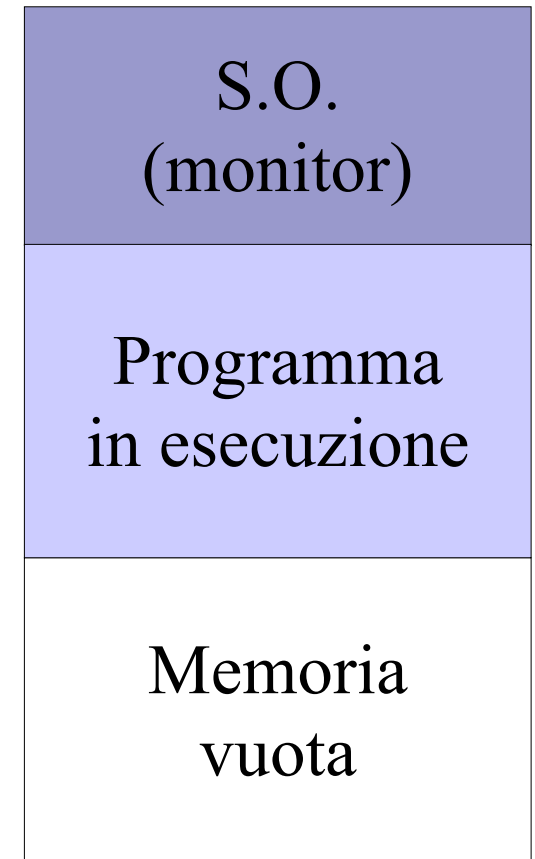 S.O.
(monitor)
Programma
in esecuzione
Memoria
vuota